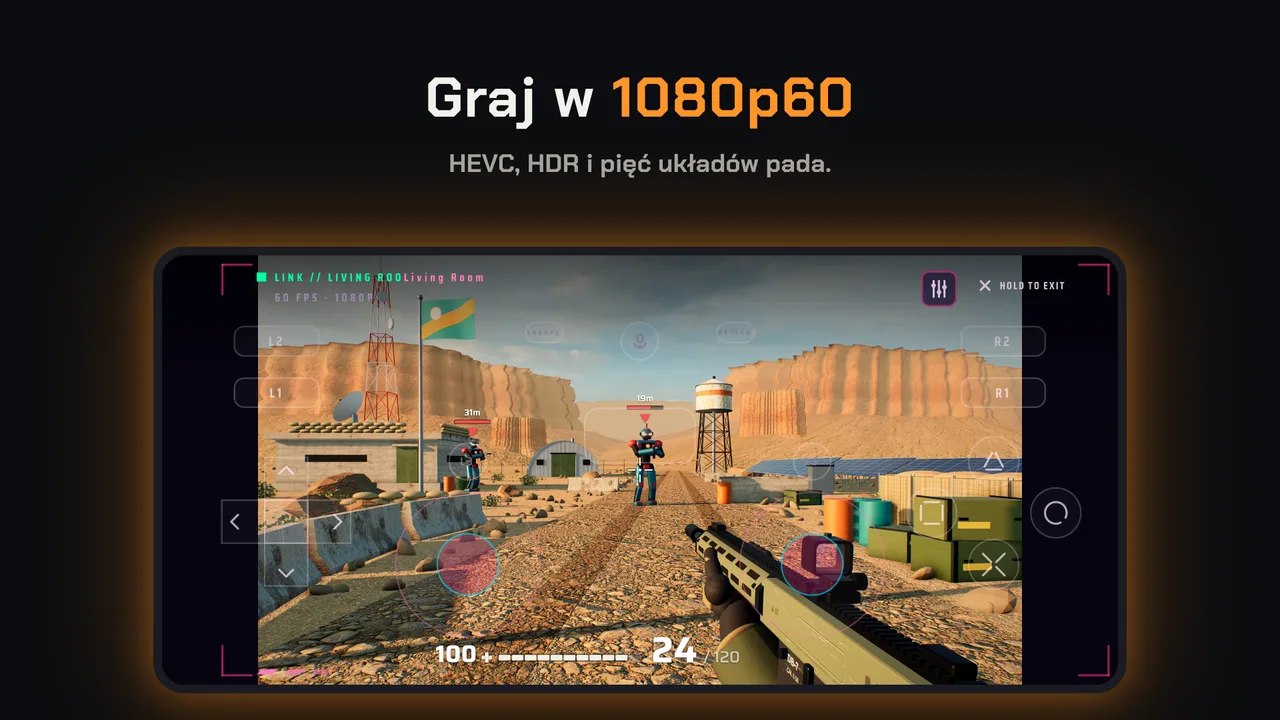 Graj w 1080p60
HEVC, HDR i pięć układów pada.
LINK // LIVING ROOLiving Room
60 FPS · 1080P
HOLD TO EXIT
L2
R2
L1
R1
19m
31m
100 +
24 / 120